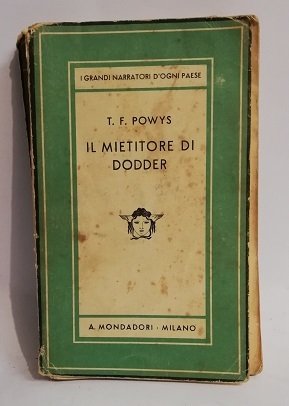 I GRANDI NARRATORI D'OGNI PAESE
T. F. POWYS
IL MIETITORE DI
DODDER
A. MONDADORI · MILANO